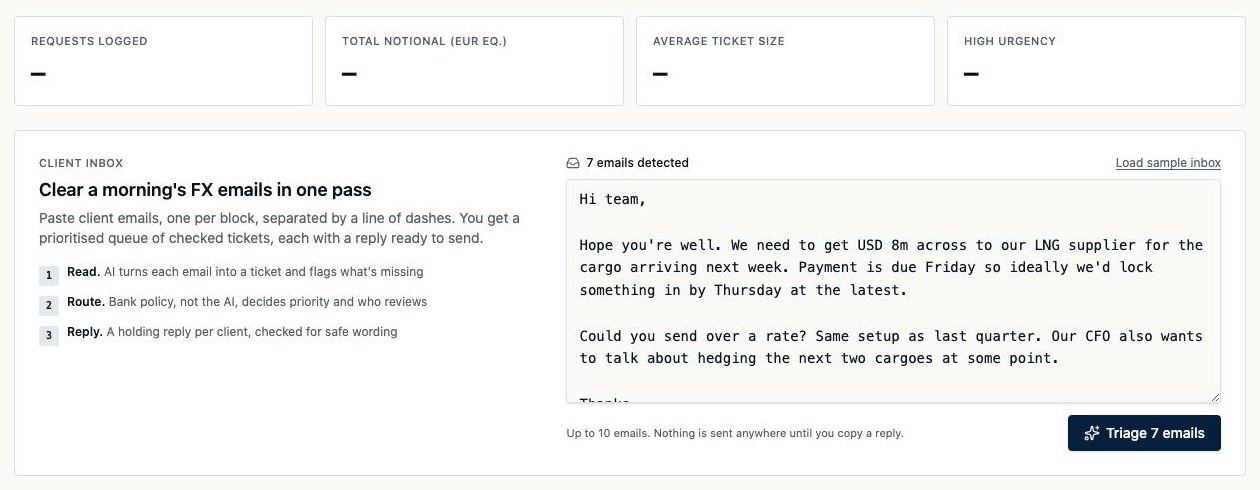 REQUESTS LOGGED
–
TOTAL NOTIONAL (EUR EQ.)
–
AVERAGE TICKET SIZE
–
HIGH URGENCY
–
CLIENT INBOX
Clear a morning's FX emails in one pass
Paste client emails, one per block, separated by a line of dashes. You get a
prioritised queue of checked tickets, each with a reply ready to send.
1 Read. AI turns each email into a ticket and flags what's missing
2 Route. Bank policy, not the AI, decides priority and who reviews
3 Reply. A holding reply per client, checked for safe wording
7 emails detected
Load sample inbox
Hi team,
Hope you're well. We need to get USD 8m across to our LNG supplier for the
cargo arriving next week. Payment is due Friday so ideally we'd lock
something in by Thursday at the latest.
Could you send over a rate? Same setup as last quarter. Our CFO also wants
to talk about hedging the next two cargoes at some point.
Up to 10 emails. Nothing is sent anywhere until you copy a reply.
Triage 7 emails